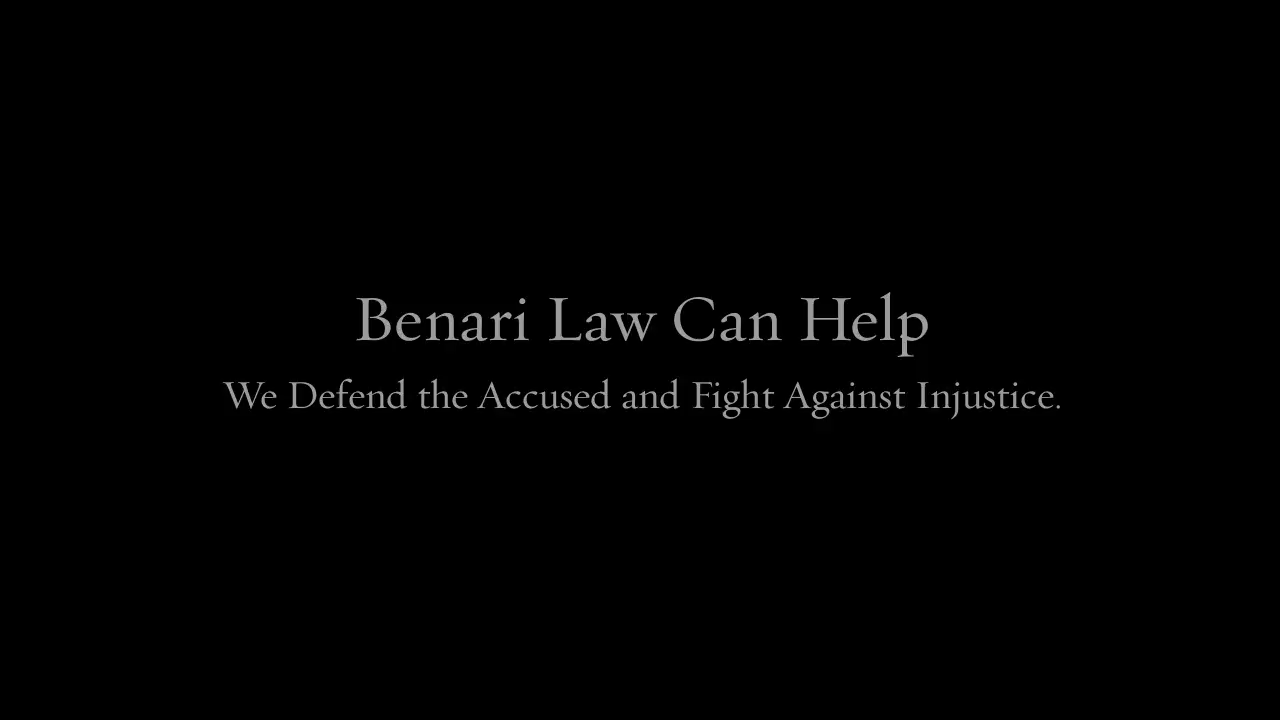 Benari Law Can Help
We Defend the Accused and Fight Against Injustice.